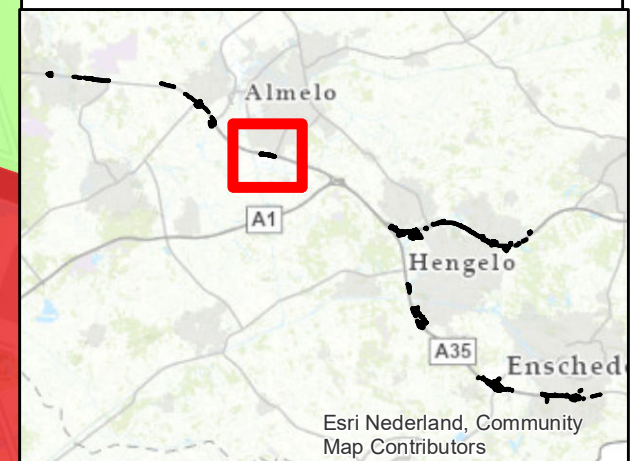 Almelo
A1
Hengelo
A35
Enschede
Esri Nederland, Community
Map Contributors